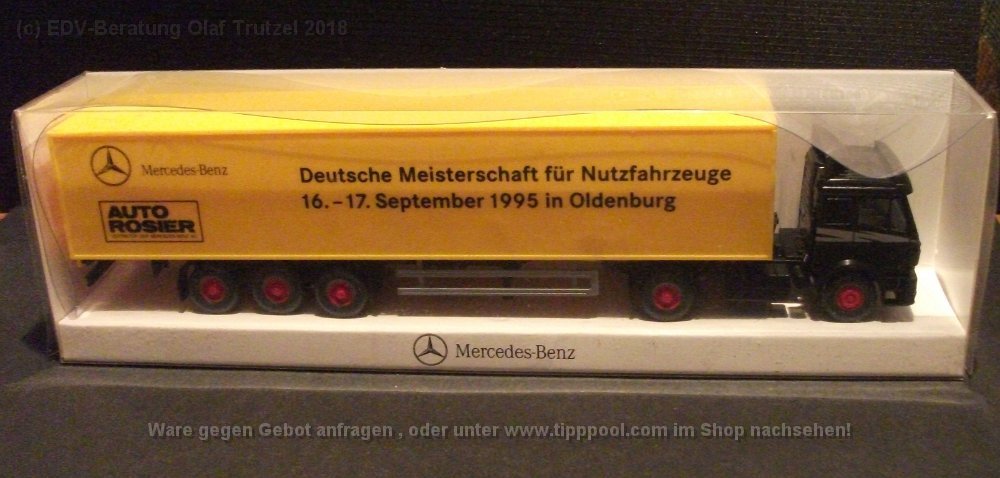 (c) EDV-Beratung Olaf Trutzel 2018
Mercedes-Benz
Deutsche Meisterschaft für Nutzfahrzeuge
16.–17. September 1995 in Oldenburg
AUTO
ROSIER
Mercedes-Benz
Ware gegen Gebot anfragen , oder unter www.tipppool.com im Shop nachsehen!